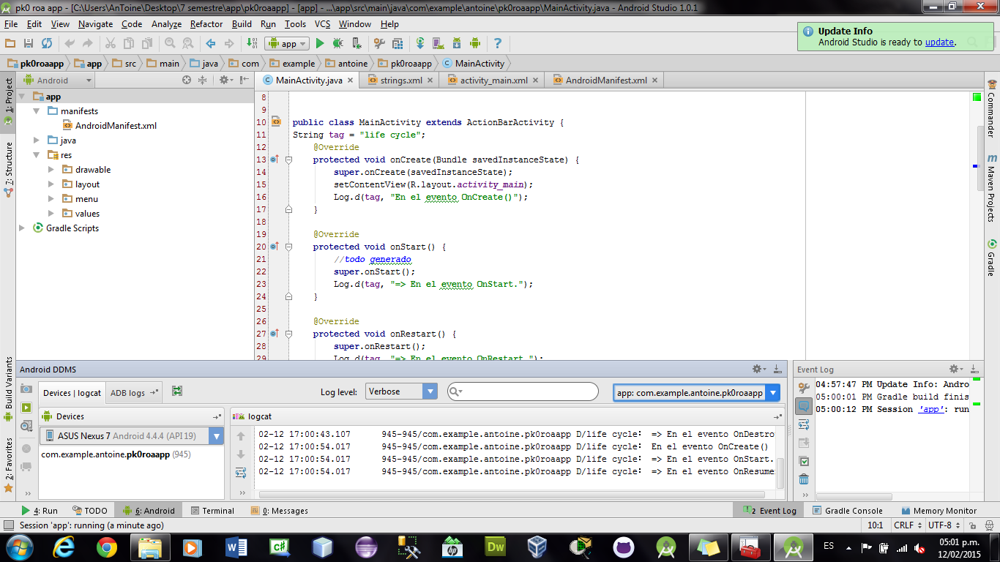 pk0 roa app - [C:\Users\AnToine\Desktop\7 semestre\app\pk0roaapp] - [app] - ...\app\src\main\java\com\example\antoine\pk0roaapp\MainActivity.java - Android Studio 1.0.1
File Edit View Navigate Code Analyze Refactor Build Run Tools VCS Window Help
Update Info
Android Studio is ready to update.
app
pk0roaapp app src main java com example antoine pk0roaapp MainActivity
Android
MainActivity.java strings.xml activity_main.xml AndroidManifest.xml
1: Project
7: Structure
Build Variants
2: Favorites
app
manifests
AndroidManifest.xml
java
res
drawable
layout
menu
values
Gradle Scripts
8
9
10 public class MainActivity extends ActionBarActivity {
11 String tag = "life cycle";
12 @Override
13 protected void onCreate(Bundle savedInstanceState) {
14 super.onCreate(savedInstanceState);
15 setContentView(R.layout.activity_main);
16 Log.d(tag, "En el evento OnCreate()");
17 }
18
19 @Override
20 protected void onStart() {
21 //todo generado
22 super.onStart();
23 Log.d(tag, "=> En el evento OnStart.");
24 }
25
26 @Override
27 protected void onRestart() {
28 super.onRestart();
29 Log.d(tag, "=> En el evento OnRestart.");
Commander
Maven Projects
Gradle
Android DDMS
Devices | logcat ADB logs
Log level: Verbose app: com.example.antoine.pk0roaapp
Devices
ASUS Nexus 7 Android 4.4.4 (API 19)
com.example.antoine.pk0roaapp (945)
logcat
02-12 17:00:43.107 945-945/com.example.antoine.pk0roaapp D/life cycle: => En el evento OnDestro
02-12 17:00:54.017 945-945/com.example.antoine.pk0roaapp D/life cycle: En el evento OnCreate()
02-12 17:00:54.017 945-945/com.example.antoine.pk0roaapp D/life cycle: => En el evento OnStart.
02-12 17:00:54.017 945-945/com.example.antoine.pk0roaapp D/life cycle: => En el evento OnResume
Event Log
04:57:47 PM Update Info: Andro
05:00:01 PM Gradle build finis
05:00:12 PM Session 'app': run
4: Run TODO 6: Android Terminal 0: Messages 2 Event Log Gradle Console Memory Monitor
Session 'app': running (a minute ago) 10:1 CRLF UTF-8
W C# Dw hp ES
05:01 p.m.
12/02/2015